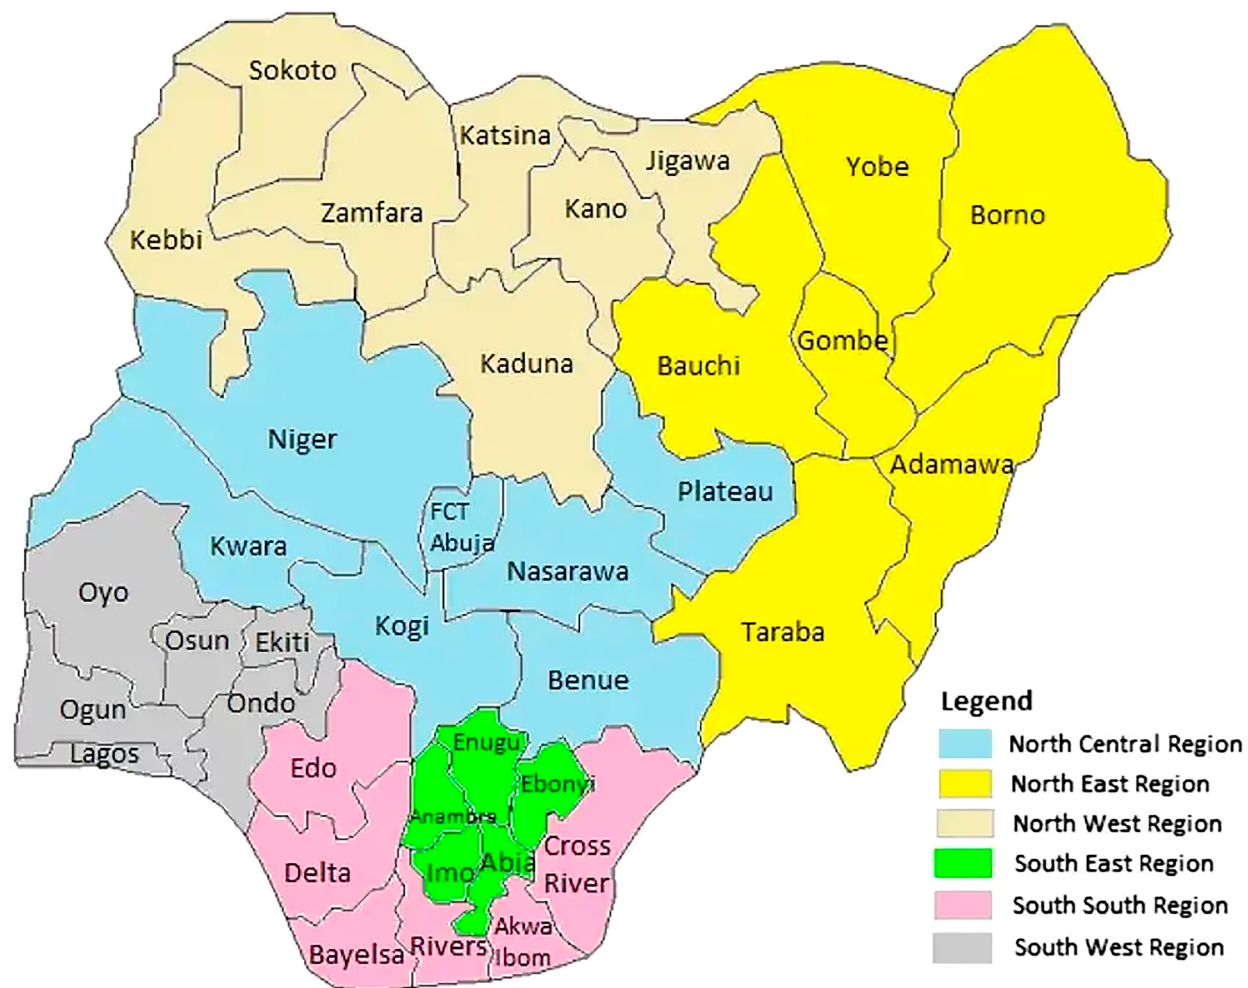 Sokoto
Katsina
Jigawa
Yobe
Zamfara
Kano
Borno
Kebbi
Gombe
Kaduna
Bauchi
Niger
Adamawa
Plateau
FCT
Abuja
Kwara
Nasarawa
Oyo
Kogi
Taraba
Osun
Ekiti
Benue
Ogun
Ondo
Lagos
Enugu
Edo
Ebonyi
Anambra
Cross
River
Imo
Abia
Delta
Akwa
Ibom
Rivers
Bayelsa
Legend
North Central Region
North East Region
North West Region
South East Region
South South Region
South West Region